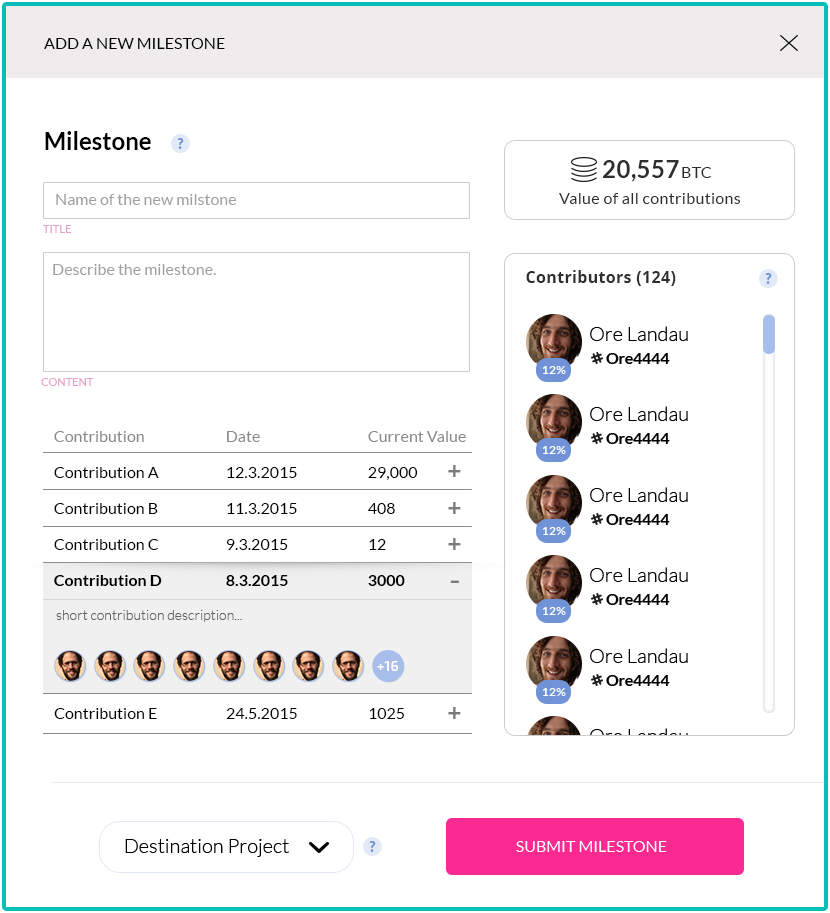 ADD A NEW MILESTONE
Milestone ?
Name of the new milstone
TITLE
Describe the milestone.
CONTENT
Contribution Date Current Value
Contribution A 12.3.2015 29,000 +
Contribution B 11.3.2015 408 +
Contribution C 9.3.2015 12 +
Contribution D 8.3.2015 3000 -
short contribution description...
+16
Contribution E 24.5.2015 1025 +
20,557 BTC
Value of all contributions
Contributors (124) ?
Ore Landau
Ore4444
12%
Ore Landau
Ore4444
12%
Ore Landau
Ore4444
12%
Ore Landau
Ore4444
12%
Ore Landau
Ore4444
12%
Ore Landau
Destination Project ?
SUBMIT MILESTONE